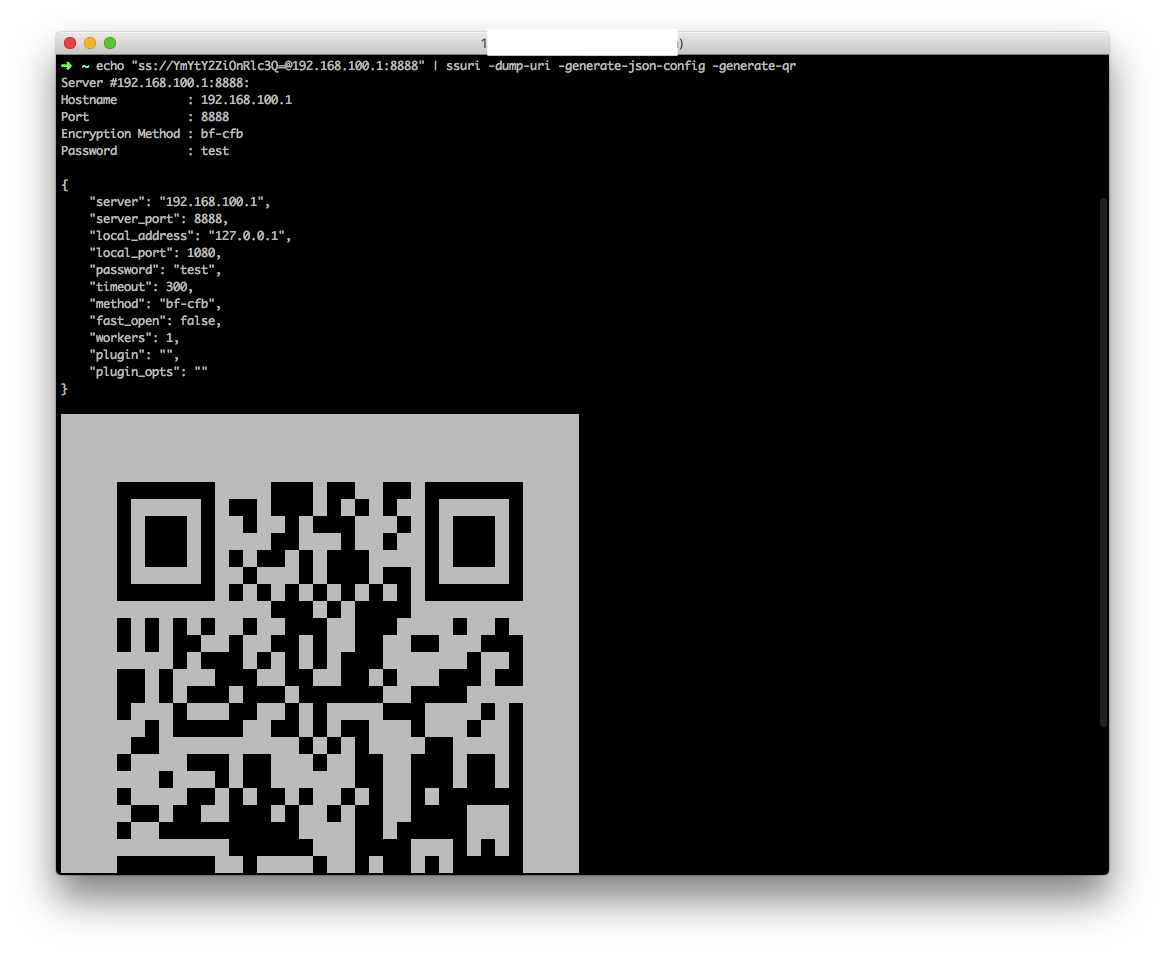 1 )
➜ ~ echo "ss://YmYtY2ZiOnRlc3Q=@192.168.100.1:8888" | ssuri -dump-uri -generate-json-config -generate-qr
Server #192.168.100.1:8888:
Hostname : 192.168.100.1
Port : 8888
Encryption Method : bf-cfb
Password : test
{
"server": "192.168.100.1",
"server_port": 8888,
"local_address": "127.0.0.1",
"local_port": 1080,
"password": "test",
"timeout": 300,
"method": "bf-cfb",
"fast_open": false,
"workers": 1,
"plugin": "",
"plugin_opts": ""
}